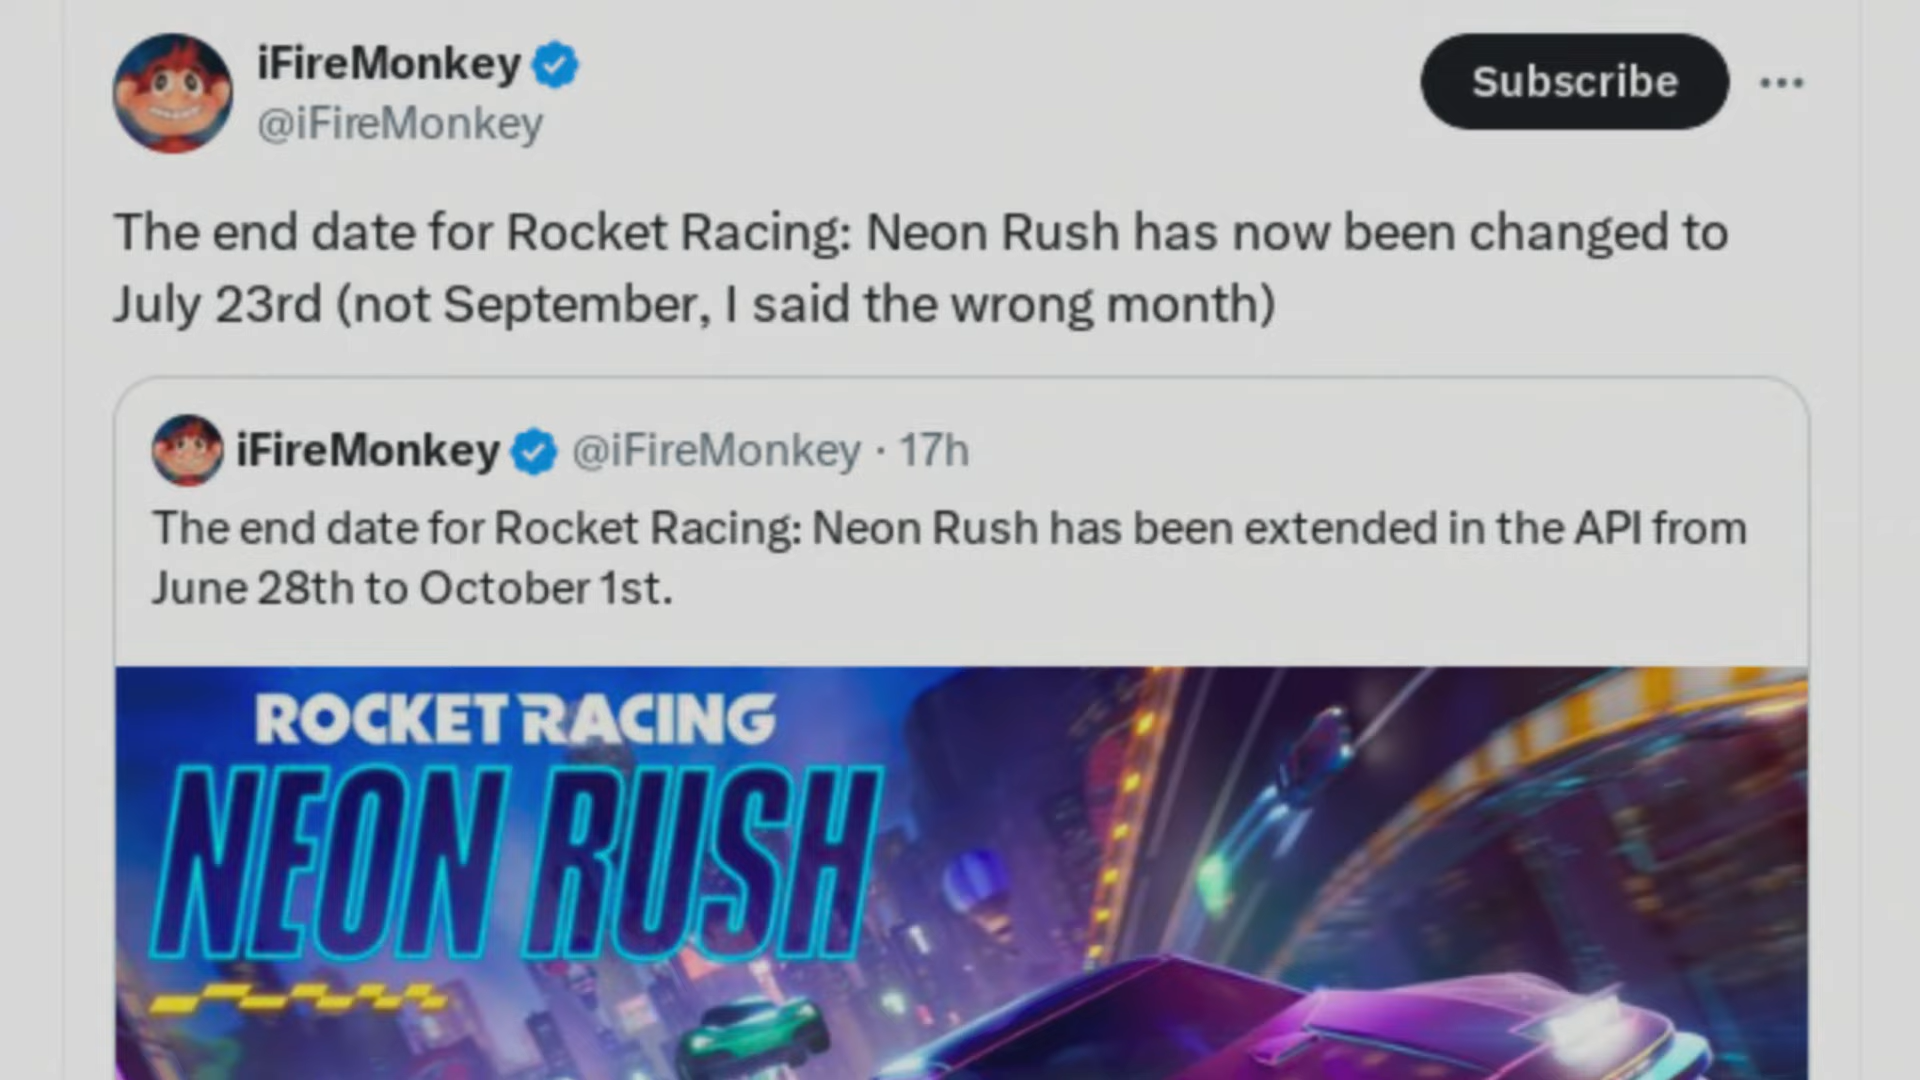 iFireMonkey
@iFireMonkey
Subscribe
The end date for Rocket Racing: Neon Rush has now been changed to
July 23rd (not September, I said the wrong month)
iFireMonkey @iFireMonkey · 17h
The end date for Rocket Racing: Neon Rush has been extended in the API from
June 28th to October 1st.
ROCKET RACING
NEON RUSH